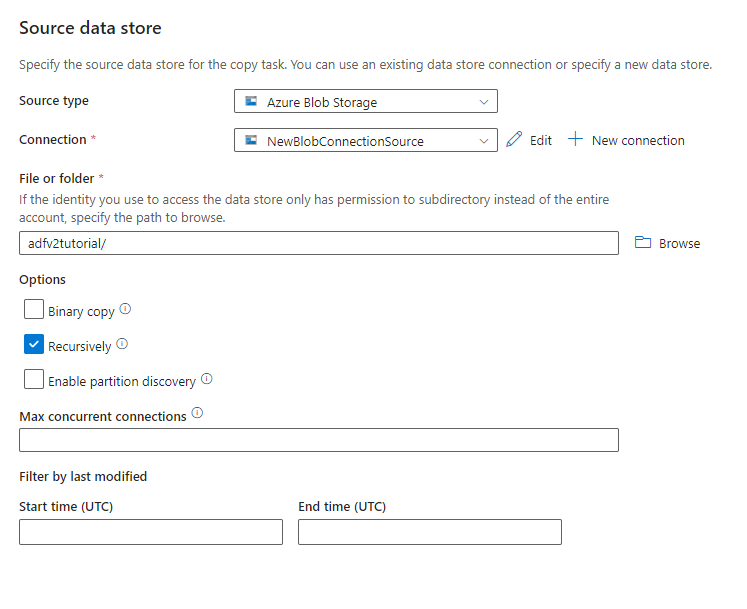 Source data store
Specify the source data store for the copy task. You can use an existing data store connection or specify a new data store.
Source type
Azure Blob Storage
Connection *
NewBlobConnectionSource
Edit
New connection
File or folder *
If the identity you use to access the data store only has permission to subdirectory instead of the entire
account, specify the path to browse.
adfv2tutorial/
Browse
Options
Binary copy
Recursively
Enable partition discovery
Max concurrent connections
Filter by last modified
Start time (UTC)
End time (UTC)